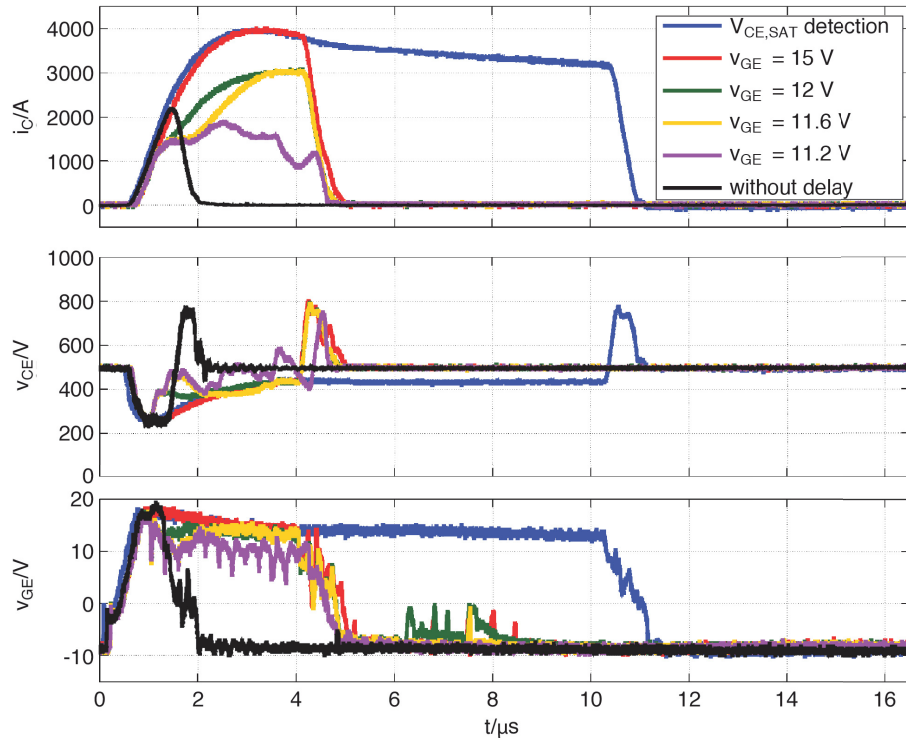 4000
3000
2000
1000
0
i_C/A
V_CE,SAT detection
v_GE = 15 V
v_GE = 12 V
v_GE = 11.6 V
v_GE = 11.2 V
without delay
1000
800
600
400
200
0
v_CE/V
20
10
0
-10
v_GE/V
0 2 4 6 8 10 12 14 16
t/µs